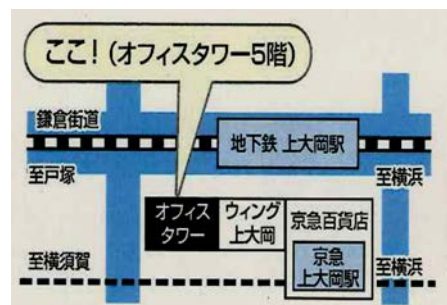 ここ!(オフィスタワー5階)
鎌倉街道
地下鉄 上大岡駅
至戸塚
至横浜
オフィス
タワー
ウィング
上大岡
京急百貨店
京急
上大岡駅
至横須賀
至横浜